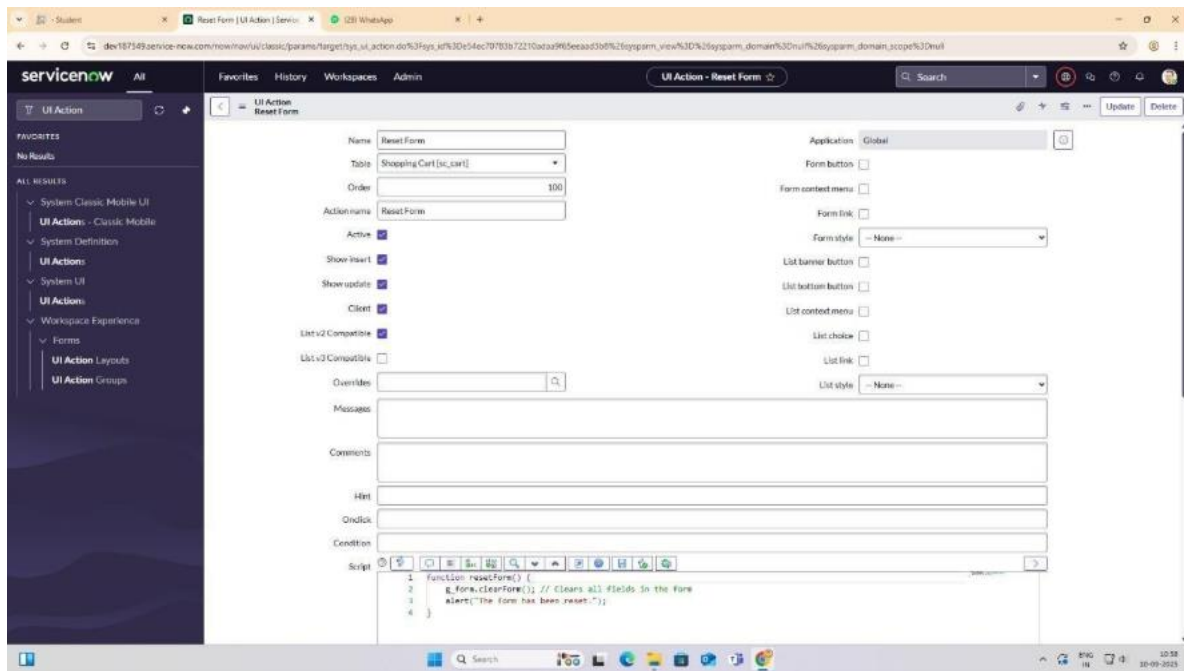 - Student
Reset Form | UI Action | Servic
(29) WhatsApp
servicenow All Favorites History Workspaces Admin UI Action - Reset Form Search
UI Action
UI Action
Reset Form
Update Delete
FAVORITES
No Results
ALL RESULTS
System Classic Mobile UI
UI Actions - Classic Mobile
System Definition
UI Actions
System UI
UI Actions
Workspace Experience
Forms
UI Action Layouts
UI Action Groups
Name Reset Form
Table Shopping Cart [sc_cart]
Order 100
Action name Reset Form
Active
Show insert
Show update
Client
List v2 Compatible
List v3 Compatible
Overrides
Application Global
Form button
Form context menu
Form link
Form style -- None --
List banner button
List bottom button
List context menu
List choice
List link
List style -- None --
Messages
Comments
Hint
Onclick
Condition
Script
1 function resetForm() {
2 g_form.clearForm(); // Clears all fields in the form
3 alert("The form has been reset.");
4 }
Search
ENG
IN
10:58